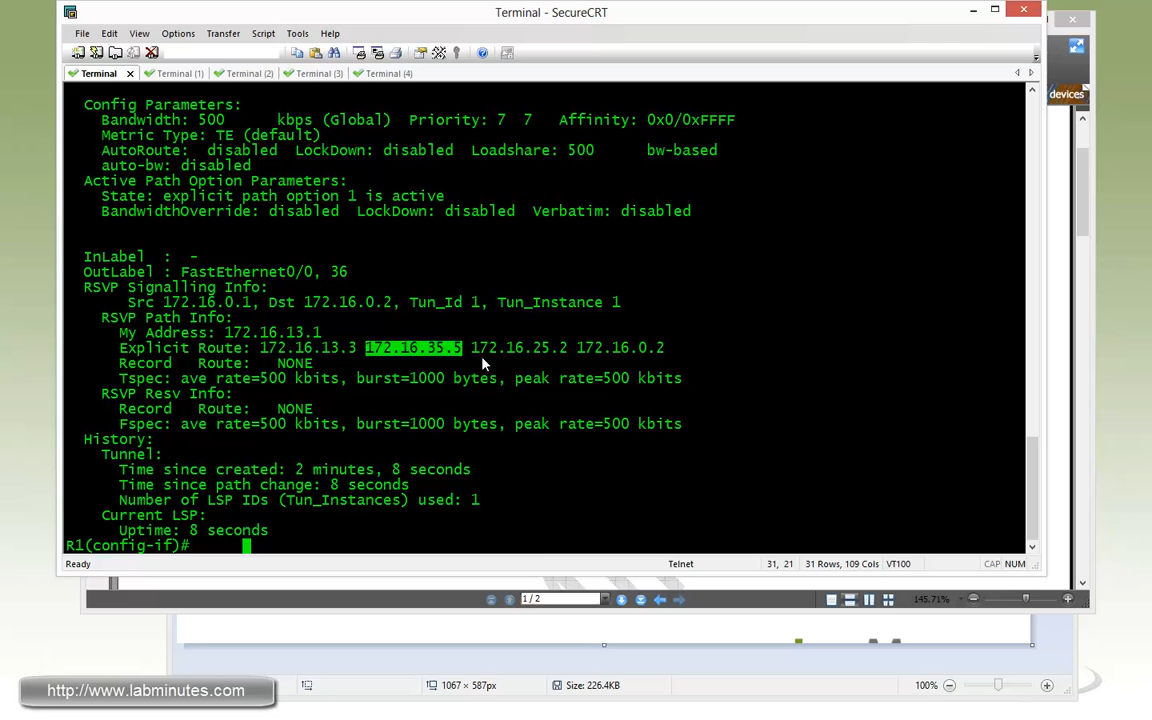 Terminal - SecureCRT
File Edit View Options Transfer Script Tools Help
Terminal Terminal (1) Terminal (2) Terminal (3) Terminal (4)
devices
Config Parameters:
Bandwidth: 500 kbps (Global) Priority: 7 7 Affinity: 0x0/0xFFFF
Metric Type: TE (default)
AutoRoute: disabled LockDown: disabled Loadshare: 500 bw-based
auto-bw: disabled
Active Path Option Parameters:
State: explicit path option 1 is active
BandwidthOverride: disabled LockDown: disabled Verbatim: disabled
InLabel : -
OutLabel : FastEthernet0/0, 36
RSVP Signalling Info:
Src 172.16.0.1, Dst 172.16.0.2, Tun_Id 1, Tun_Instance 1
RSVP Path Info:
My Address: 172.16.13.1
Explicit Route: 172.16.13.3 172.16.35.5 172.16.25.2 172.16.0.2
Record Route: NONE
Tspec: ave rate=500 kbits, burst=1000 bytes, peak rate=500 kbits
RSVP Resv Info:
Record Route: NONE
Fspec: ave rate=500 kbits, burst=1000 bytes, peak rate=500 kbits
History:
Tunnel:
Time since created: 2 minutes, 8 seconds
Time since path change: 8 seconds
Number of LSP IDs (Tun_Instances) used: 1
Current LSP:
Uptime: 8 seconds
R1(config-if)#
Ready Telnet 31, 21 31 Rows, 109 Cols VT100 CAP NUM
1 / 2 145.71%
http://www.labminutes.com 1067 × 587px Size: 226.4KB 100%